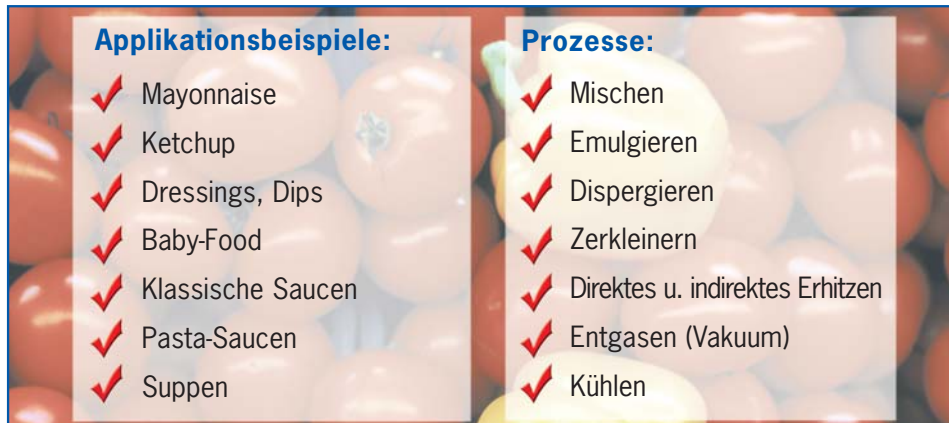 Applikationsbeispiele:
Mayonnaise
Ketchup
Dressings, Dips
Baby-Food
Klassische Saucen
Pasta-Saucen
Suppen
Prozesse:
Mischen
Emulgieren
Dispergieren
Zerkleinern
Direktes u. indirektes Erhitzen
Entgasen (Vakuum)
Kühlen